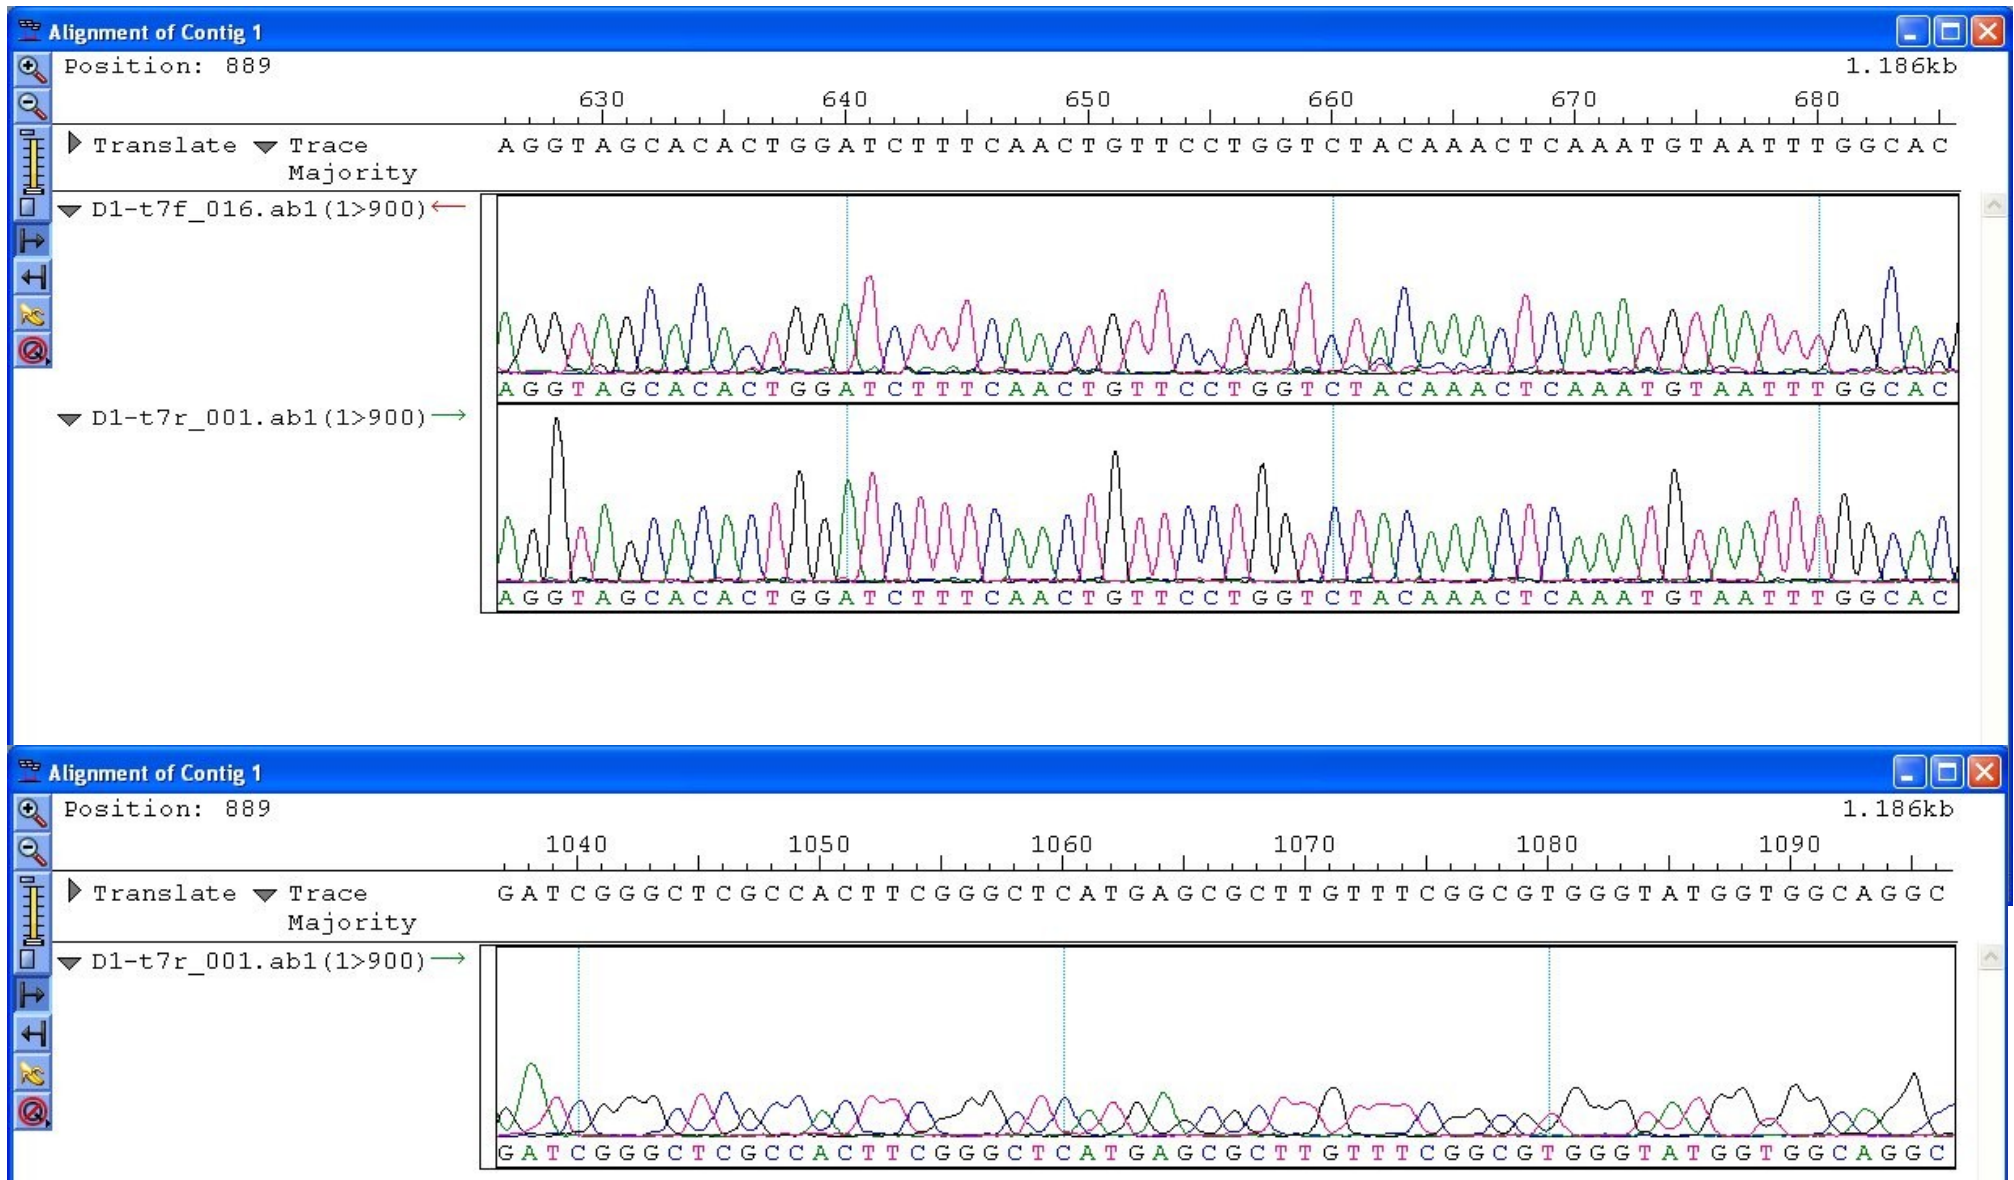 Alignment of Contig 1
Position: 889 1.186kb
630 640 650 660 670 680
Translate Trace AGGTAGCACACTGGATCTTTCAACTGTTCCTGGTCTACAAACTCAAATGTAATTTGGCAC
Majority
D1-t7f_016.ab1(1>900)
AGGTAGCACACTGGATCTTTCAACTGTTCCTGGTCTACAAACTCAAATGTAATTTGGCAC
D1-t7r_001.ab1(1>900)
AGGTAGCACACTGGATCTTTCAACTGTTCCTGGTCTACAAACTCAAATGTAATTTGGCAC
Alignment of Contig 1
Position: 889 1.186kb
1040 1050 1060 1070 1080 1090
Translate Trace GATCGGGCTCGCCACTTCGGGCTCATGAGCGCTTGTTTCGGCGTGGGTATGGTGGCAGGC
Majority
D1-t7r_001.ab1(1>900)
GATCGGGCTCGCCACTTCGGGCTCATGAGCGCTTGTTTCGGCGTGGGTATGGTGGCAGGC